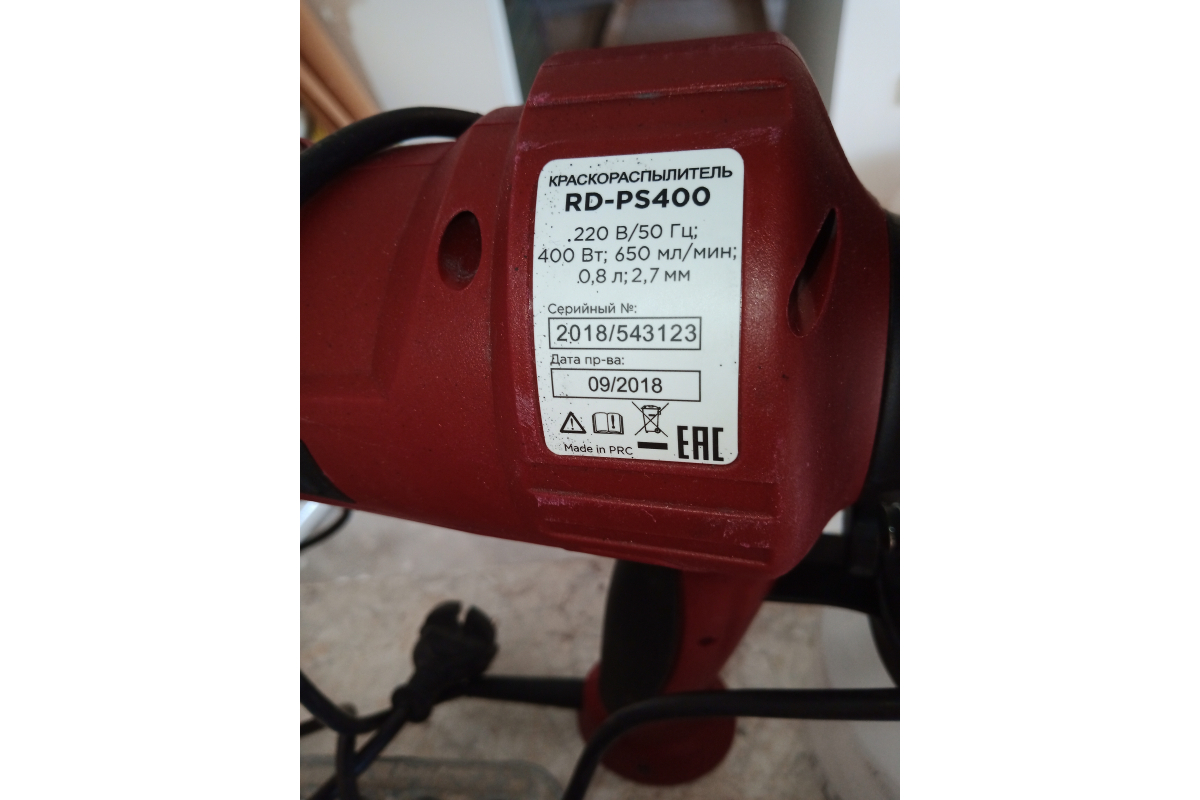 КРАСКОРАСПЫЛИТЕЛЬ
RD-PS400
220 В/50 Гц;
400 Вт; 650 мл/мин;
0,8 л; 2,7 мм
Серийный №:
2018/543123
Дата пр-ва:
09/2018
Made in PRC
EAC